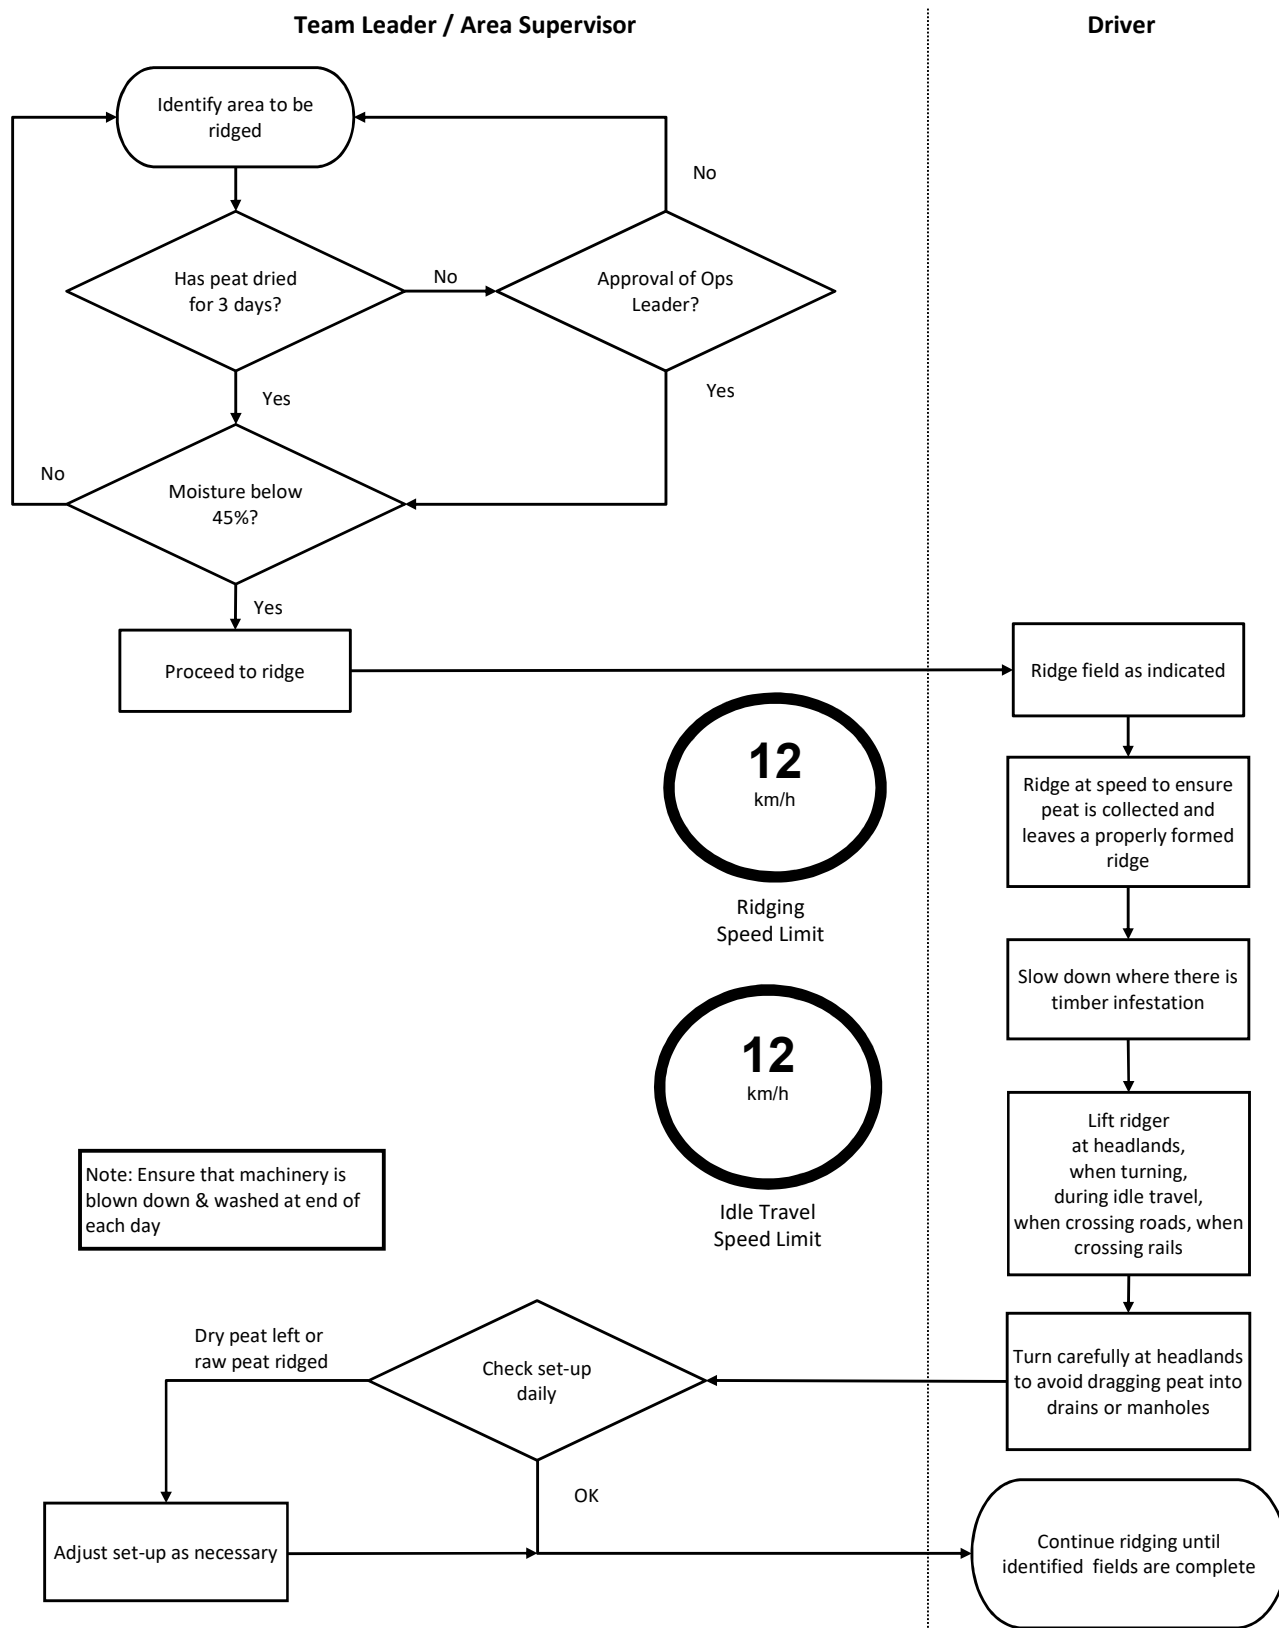 Team Leader / Area Supervisor
Driver
Identify area to be
ridged
No
Has peat dried
for 3 days?
No
Approval of Ops
Leader?
Yes
Yes
No
Moisture below
45%?
Yes
Proceed to ridge
Ridge field as indicated
12
km/h
Ridging
Speed Limit
Ridge at speed to ensure
peat is collected and
leaves a properly formed
ridge
Slow down where there is
timber infestation
12
km/h
Idle Travel
Speed Limit
Lift ridger
at headlands,
when turning,
during idle travel,
when crossing roads, when
crossing rails
Note: Ensure that machinery is
blown down & washed at end of
each day
Dry peat left or
raw peat ridged
Check set-up
daily
Turn carefully at headlands
to avoid dragging peat into
drains or manholes
OK
Adjust set-up as necessary
Continue ridging until
identified fields are complete